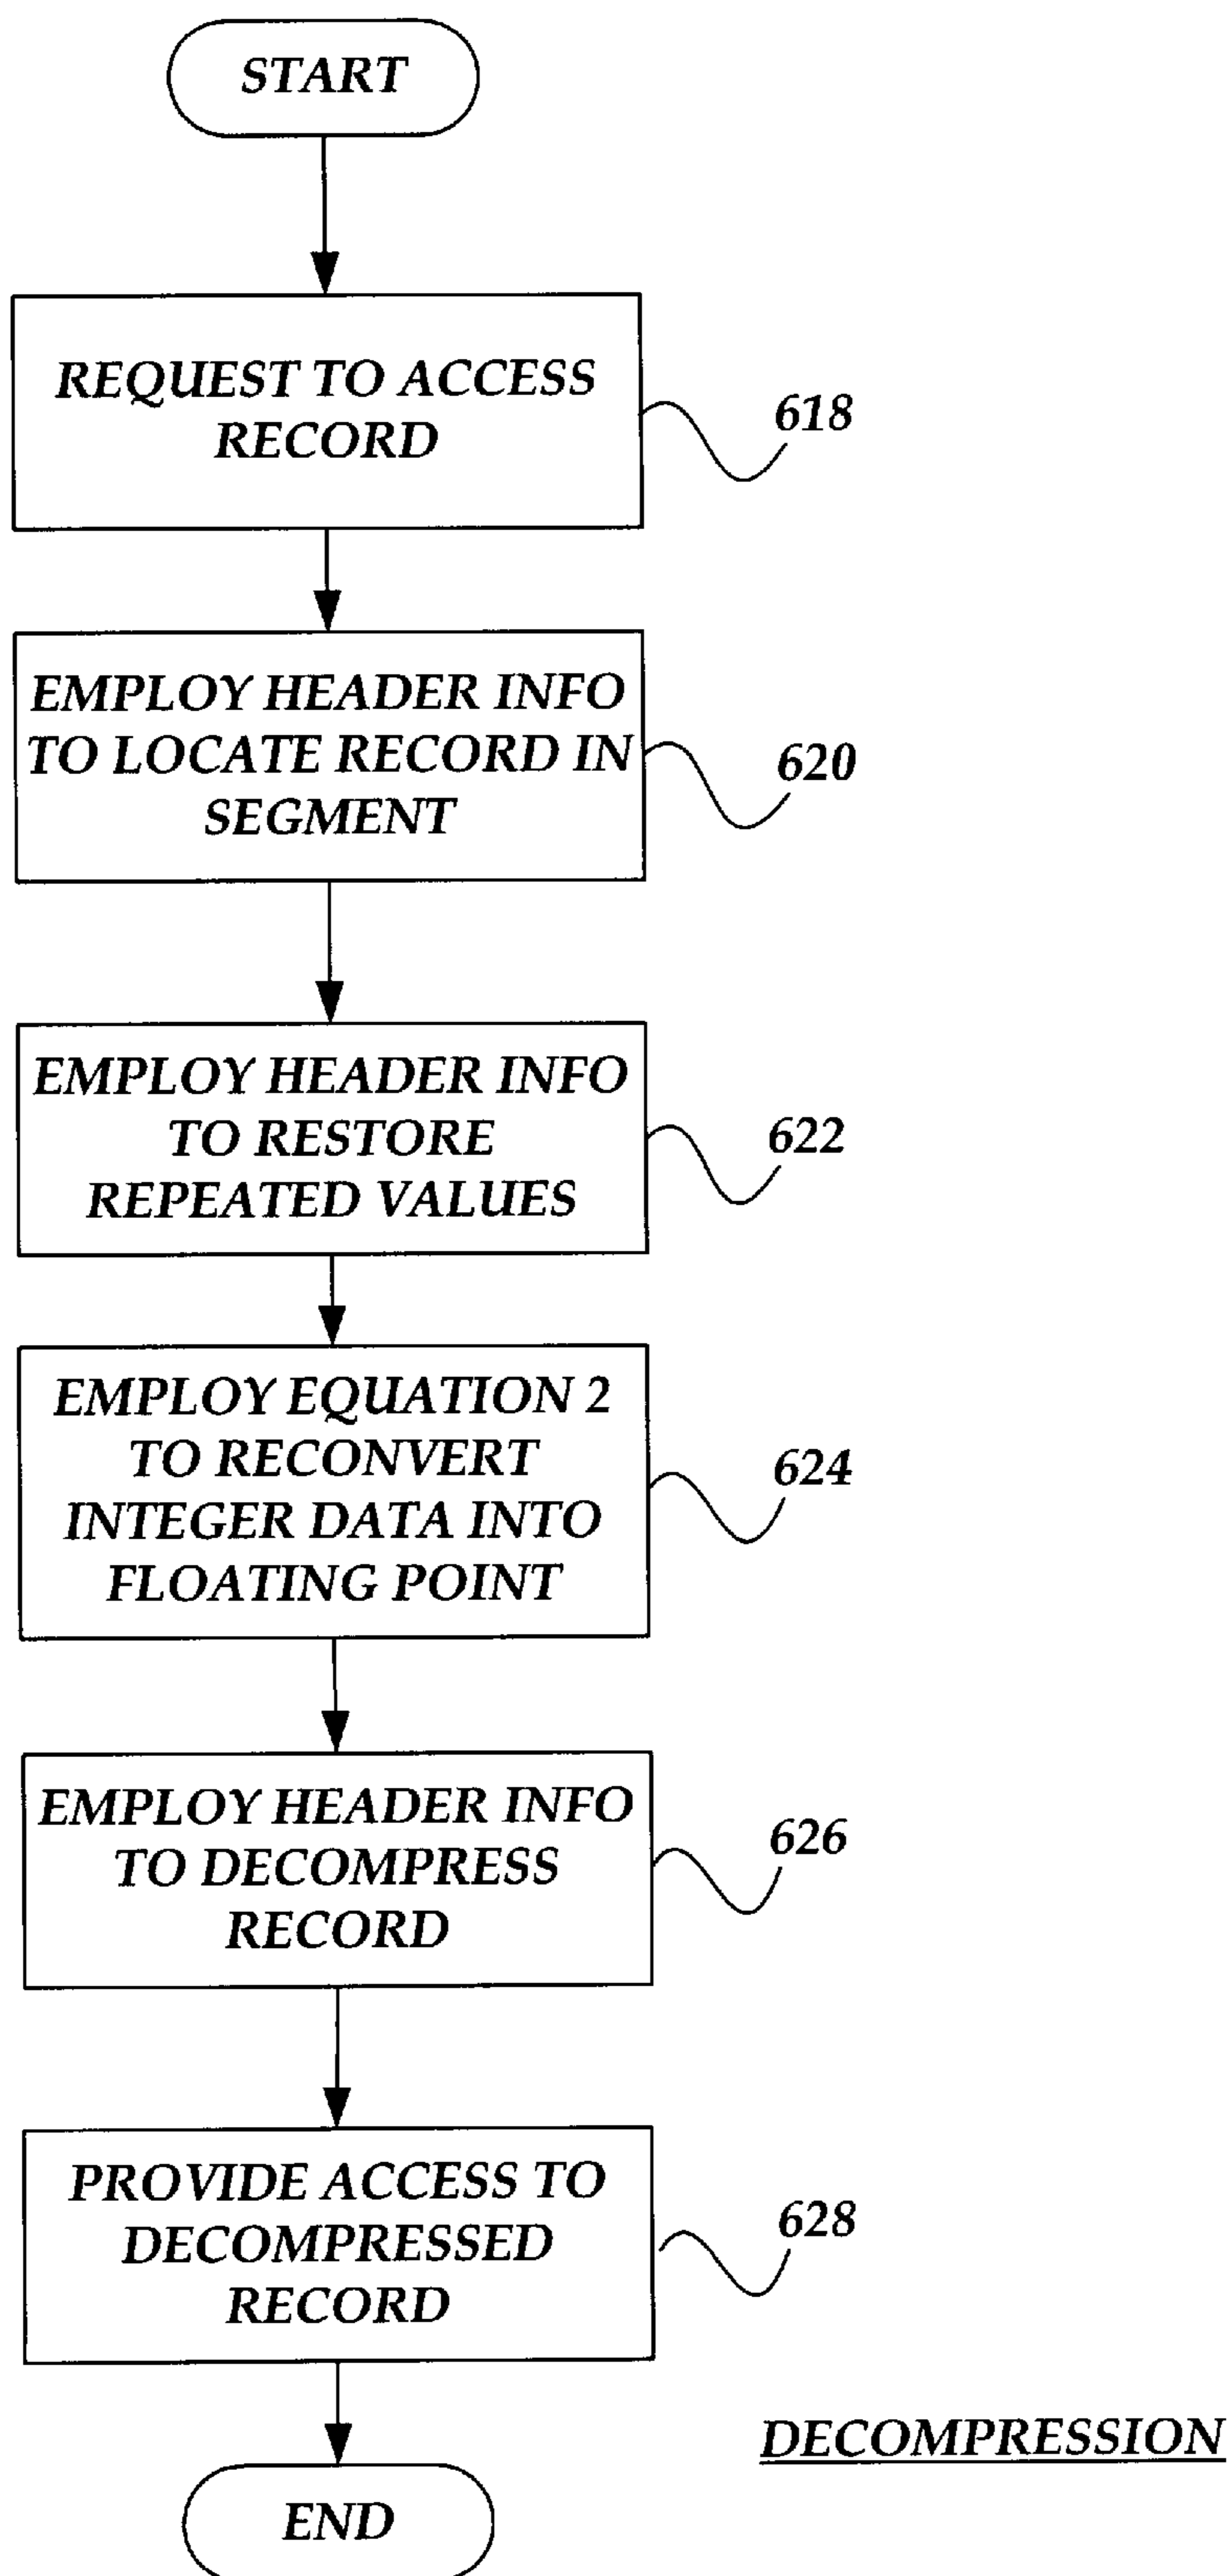 START
REQUEST TO ACCESS
RECORD
618
EMPLOY HEADER INFO
TO LOCATE RECORD IN
SEGMENT
620
EMPLOY HEADER INFO
TO RESTORE
REPEATED VALUES
622
EMPLOY EQUATION 2
TO RECONVERT
INTEGER DATA INTO
FLOATING POINT
624
EMPLOY HEADER INFO
TO DECOMPRESS
RECORD
626
PROVIDE ACCESS TO
DECOMPRESSED
RECORD
628
DECOMPRESSION
END